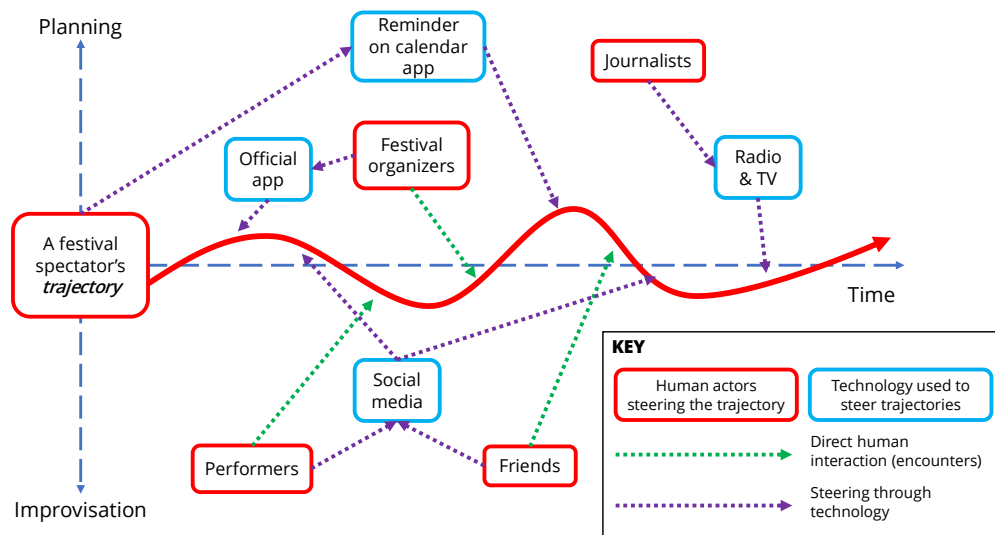 Planning
Reminder
on calendar
app
Journalists
Official
app
Festival
organizers
Radio
& TV
A festival
spectator's
trajectory
Time
Social
media
Performers
Friends
Improvisation
KEY
Human actors
steering the trajectory
Technology used to
steer trajectories
Direct human
interaction (encounters)
Steering through
technology